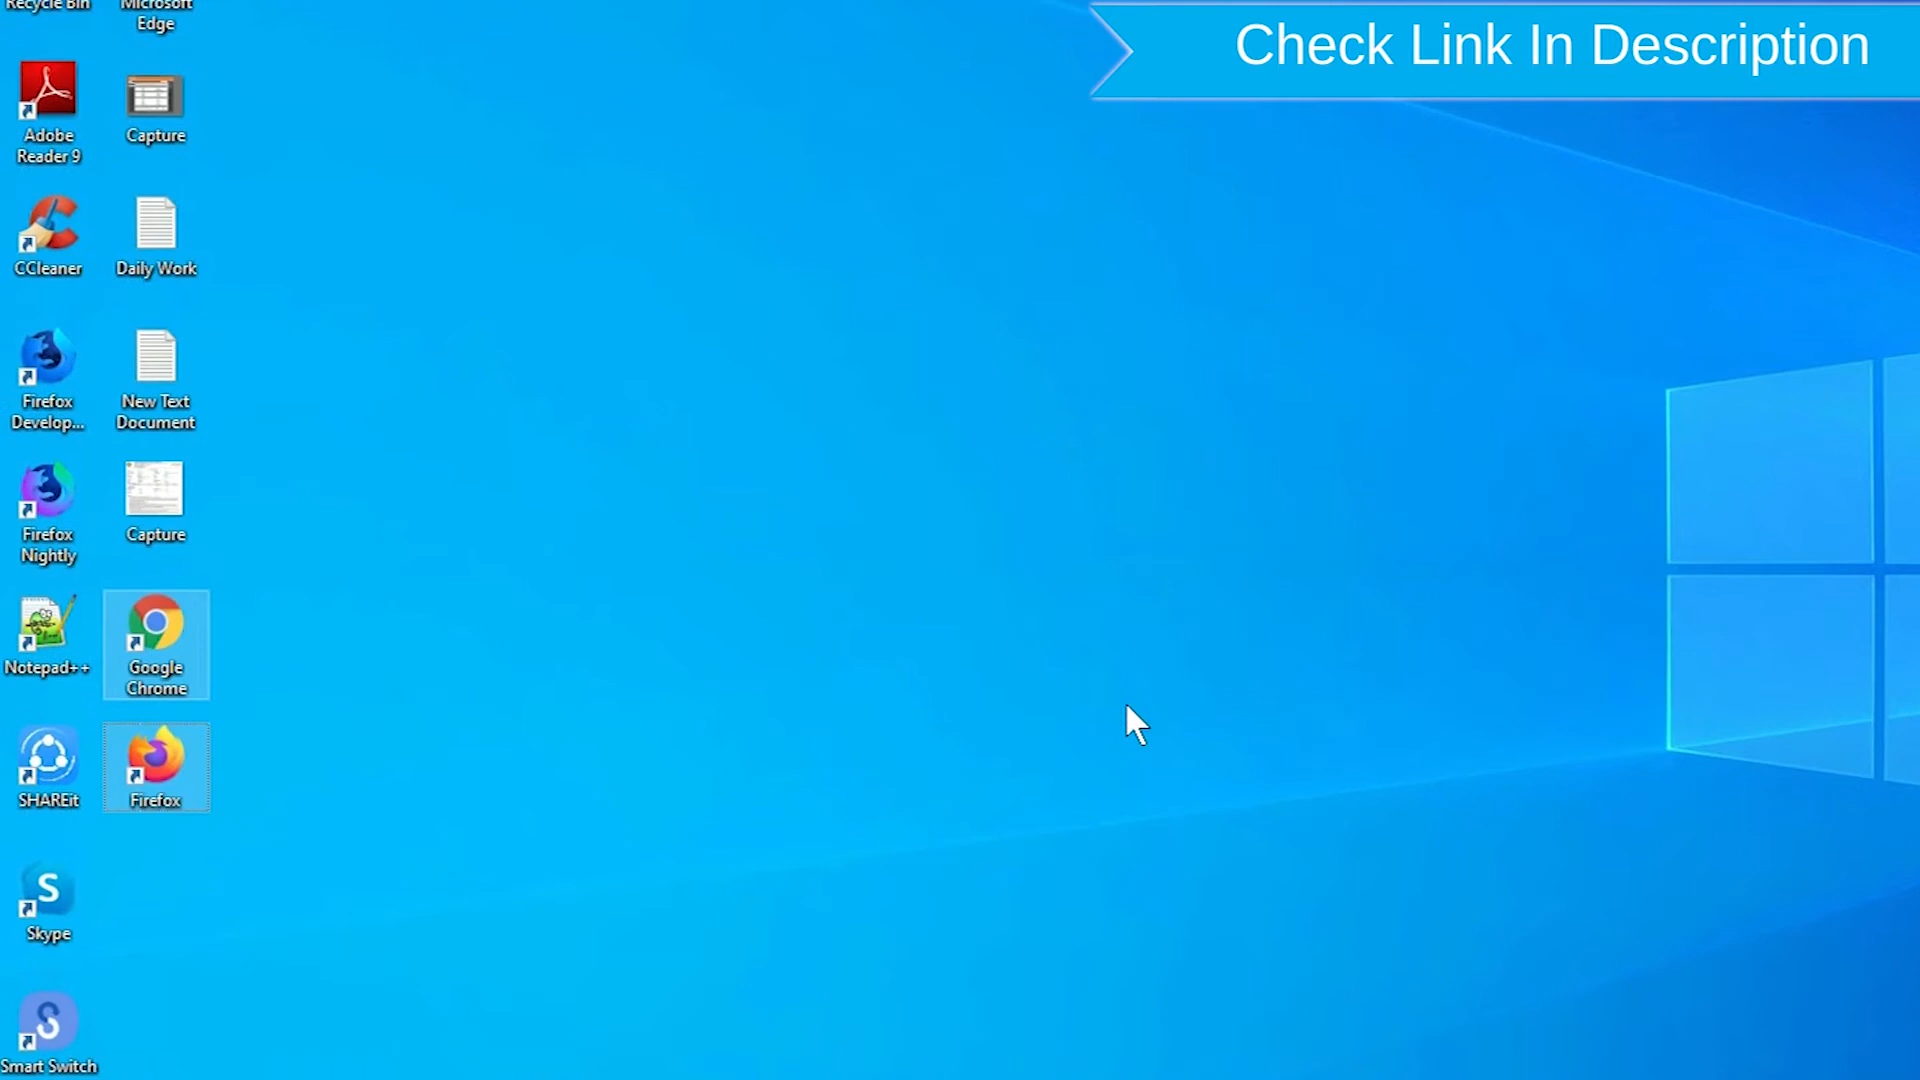 Recycle Bin
Microsoft
Edge
Check Link In Description
Adobe
Reader 9
Capture
CCleaner
Daily Work
Firefox
Develop...
New Text
Document
Firefox
Nightly
Capture
Notepad++
Google
Chrome
SHAREit
Firefox
Skype
Smart Switch